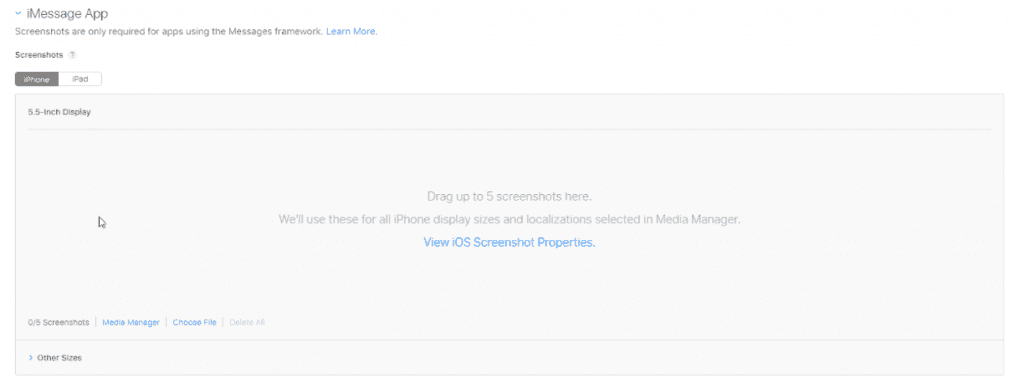 iMessage App
Screenshots are only required for apps using the Messages framework. Learn More.
Screenshots ?
iPhone iPad
5.5-Inch Display
Drag up to 5 screenshots here.
We'll use these for all iPhone display sizes and localizations selected in Media Manager.
View iOS Screenshot Properties.
0/5 Screenshots Media Manager Choose File Delete All
Other Sizes